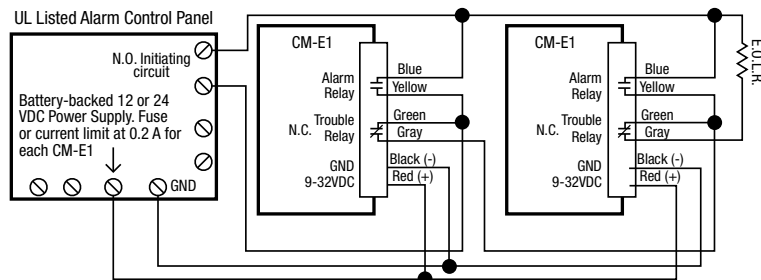 UL Listed Alarm Control Panel
N.O. Initiating
circuit
Battery-backed 12 or 24
VDC Power Supply. Fuse
or current limit at 0.2 A for
each CM-E1
GND
CM-E1
Alarm
Relay
Blue
Yellow
Trouble
N.C.
Relay
Green
Gray
GND
9-32VDC
Black (-)
Red (+)
CM-E1
Alarm
Relay
Blue
Yellow
Trouble
N.C.
Relay
Green
Gray
GND
9-32VDC
Black (-)
Red (+)
E.O.L.R.